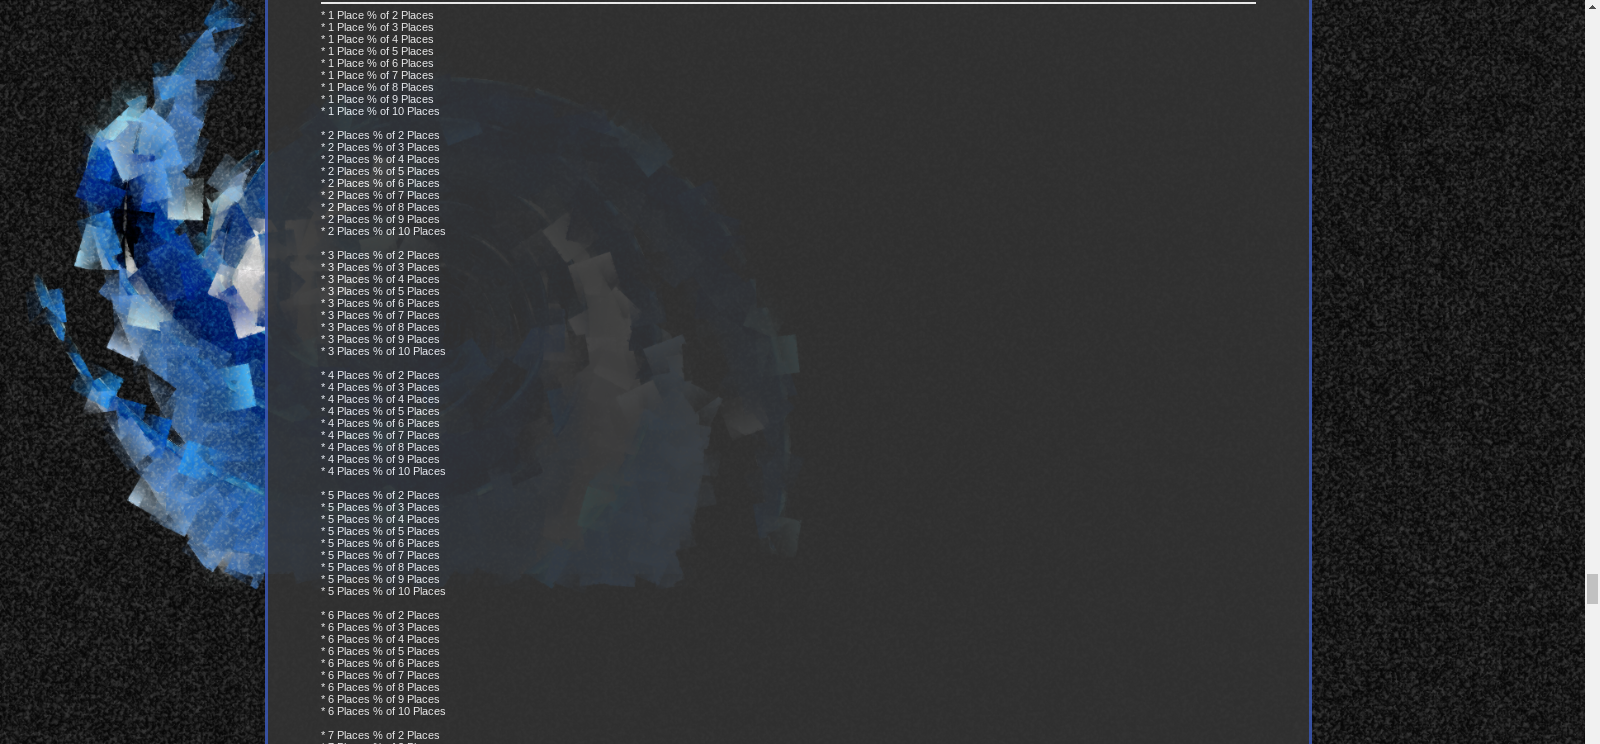 * 1 Place % of 2 Places
* 1 Place % of 3 Places
* 1 Place % of 4 Places
* 1 Place % of 5 Places
* 1 Place % of 6 Places
* 1 Place % of 7 Places
* 1 Place % of 8 Places
* 1 Place % of 9 Places
* 1 Place % of 10 Places
* 2 Places % of 2 Places
* 2 Places % of 3 Places
* 2 Places % of 4 Places
* 2 Places % of 5 Places
* 2 Places % of 6 Places
* 2 Places % of 7 Places
* 2 Places % of 8 Places
* 2 Places % of 9 Places
* 2 Places % of 10 Places
* 3 Places % of 2 Places
* 3 Places % of 3 Places
* 3 Places % of 4 Places
* 3 Places % of 5 Places
* 3 Places % of 6 Places
* 3 Places % of 7 Places
* 3 Places % of 8 Places
* 3 Places % of 9 Places
* 3 Places % of 10 Places
* 4 Places % of 2 Places
* 4 Places % of 3 Places
* 4 Places % of 4 Places
* 4 Places % of 5 Places
* 4 Places % of 6 Places
* 4 Places % of 7 Places
* 4 Places % of 8 Places
* 4 Places % of 9 Places
* 4 Places % of 10 Places
* 5 Places % of 2 Places
* 5 Places % of 3 Places
* 5 Places % of 4 Places
* 5 Places % of 5 Places
* 5 Places % of 6 Places
* 5 Places % of 7 Places
* 5 Places % of 8 Places
* 5 Places % of 9 Places
* 5 Places % of 10 Places
* 6 Places % of 2 Places
* 6 Places % of 3 Places
* 6 Places % of 4 Places
* 6 Places % of 5 Places
* 6 Places % of 6 Places
* 6 Places % of 7 Places
* 6 Places % of 8 Places
* 6 Places % of 9 Places
* 6 Places % of 10 Places
* 7 Places % of 2 Places